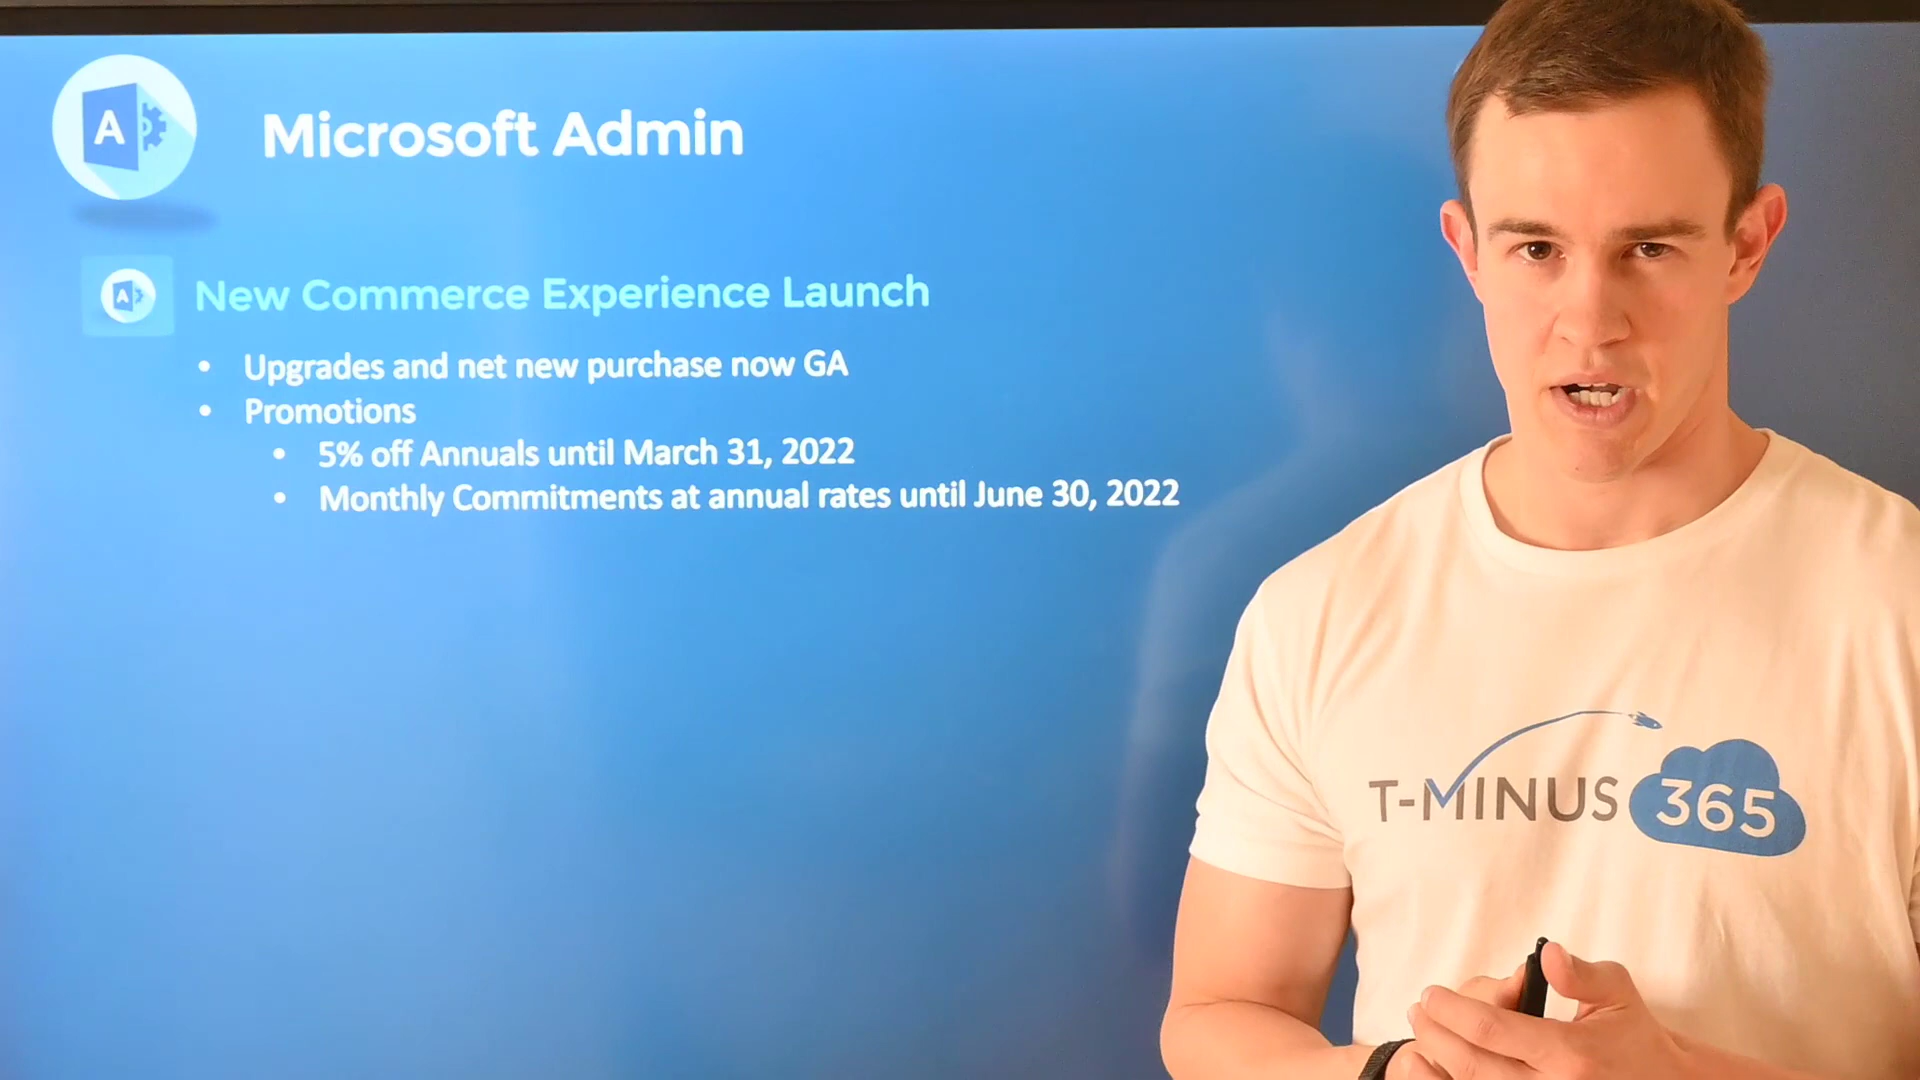 A
Microsoft Admin
A
New Commerce Experience Launch
• Upgrades and net new purchase now GA
• Promotions
• 5% off Annuals until March 31, 2022
• Monthly Commitments at annual rates until June 30, 2022
T-MINUS 365